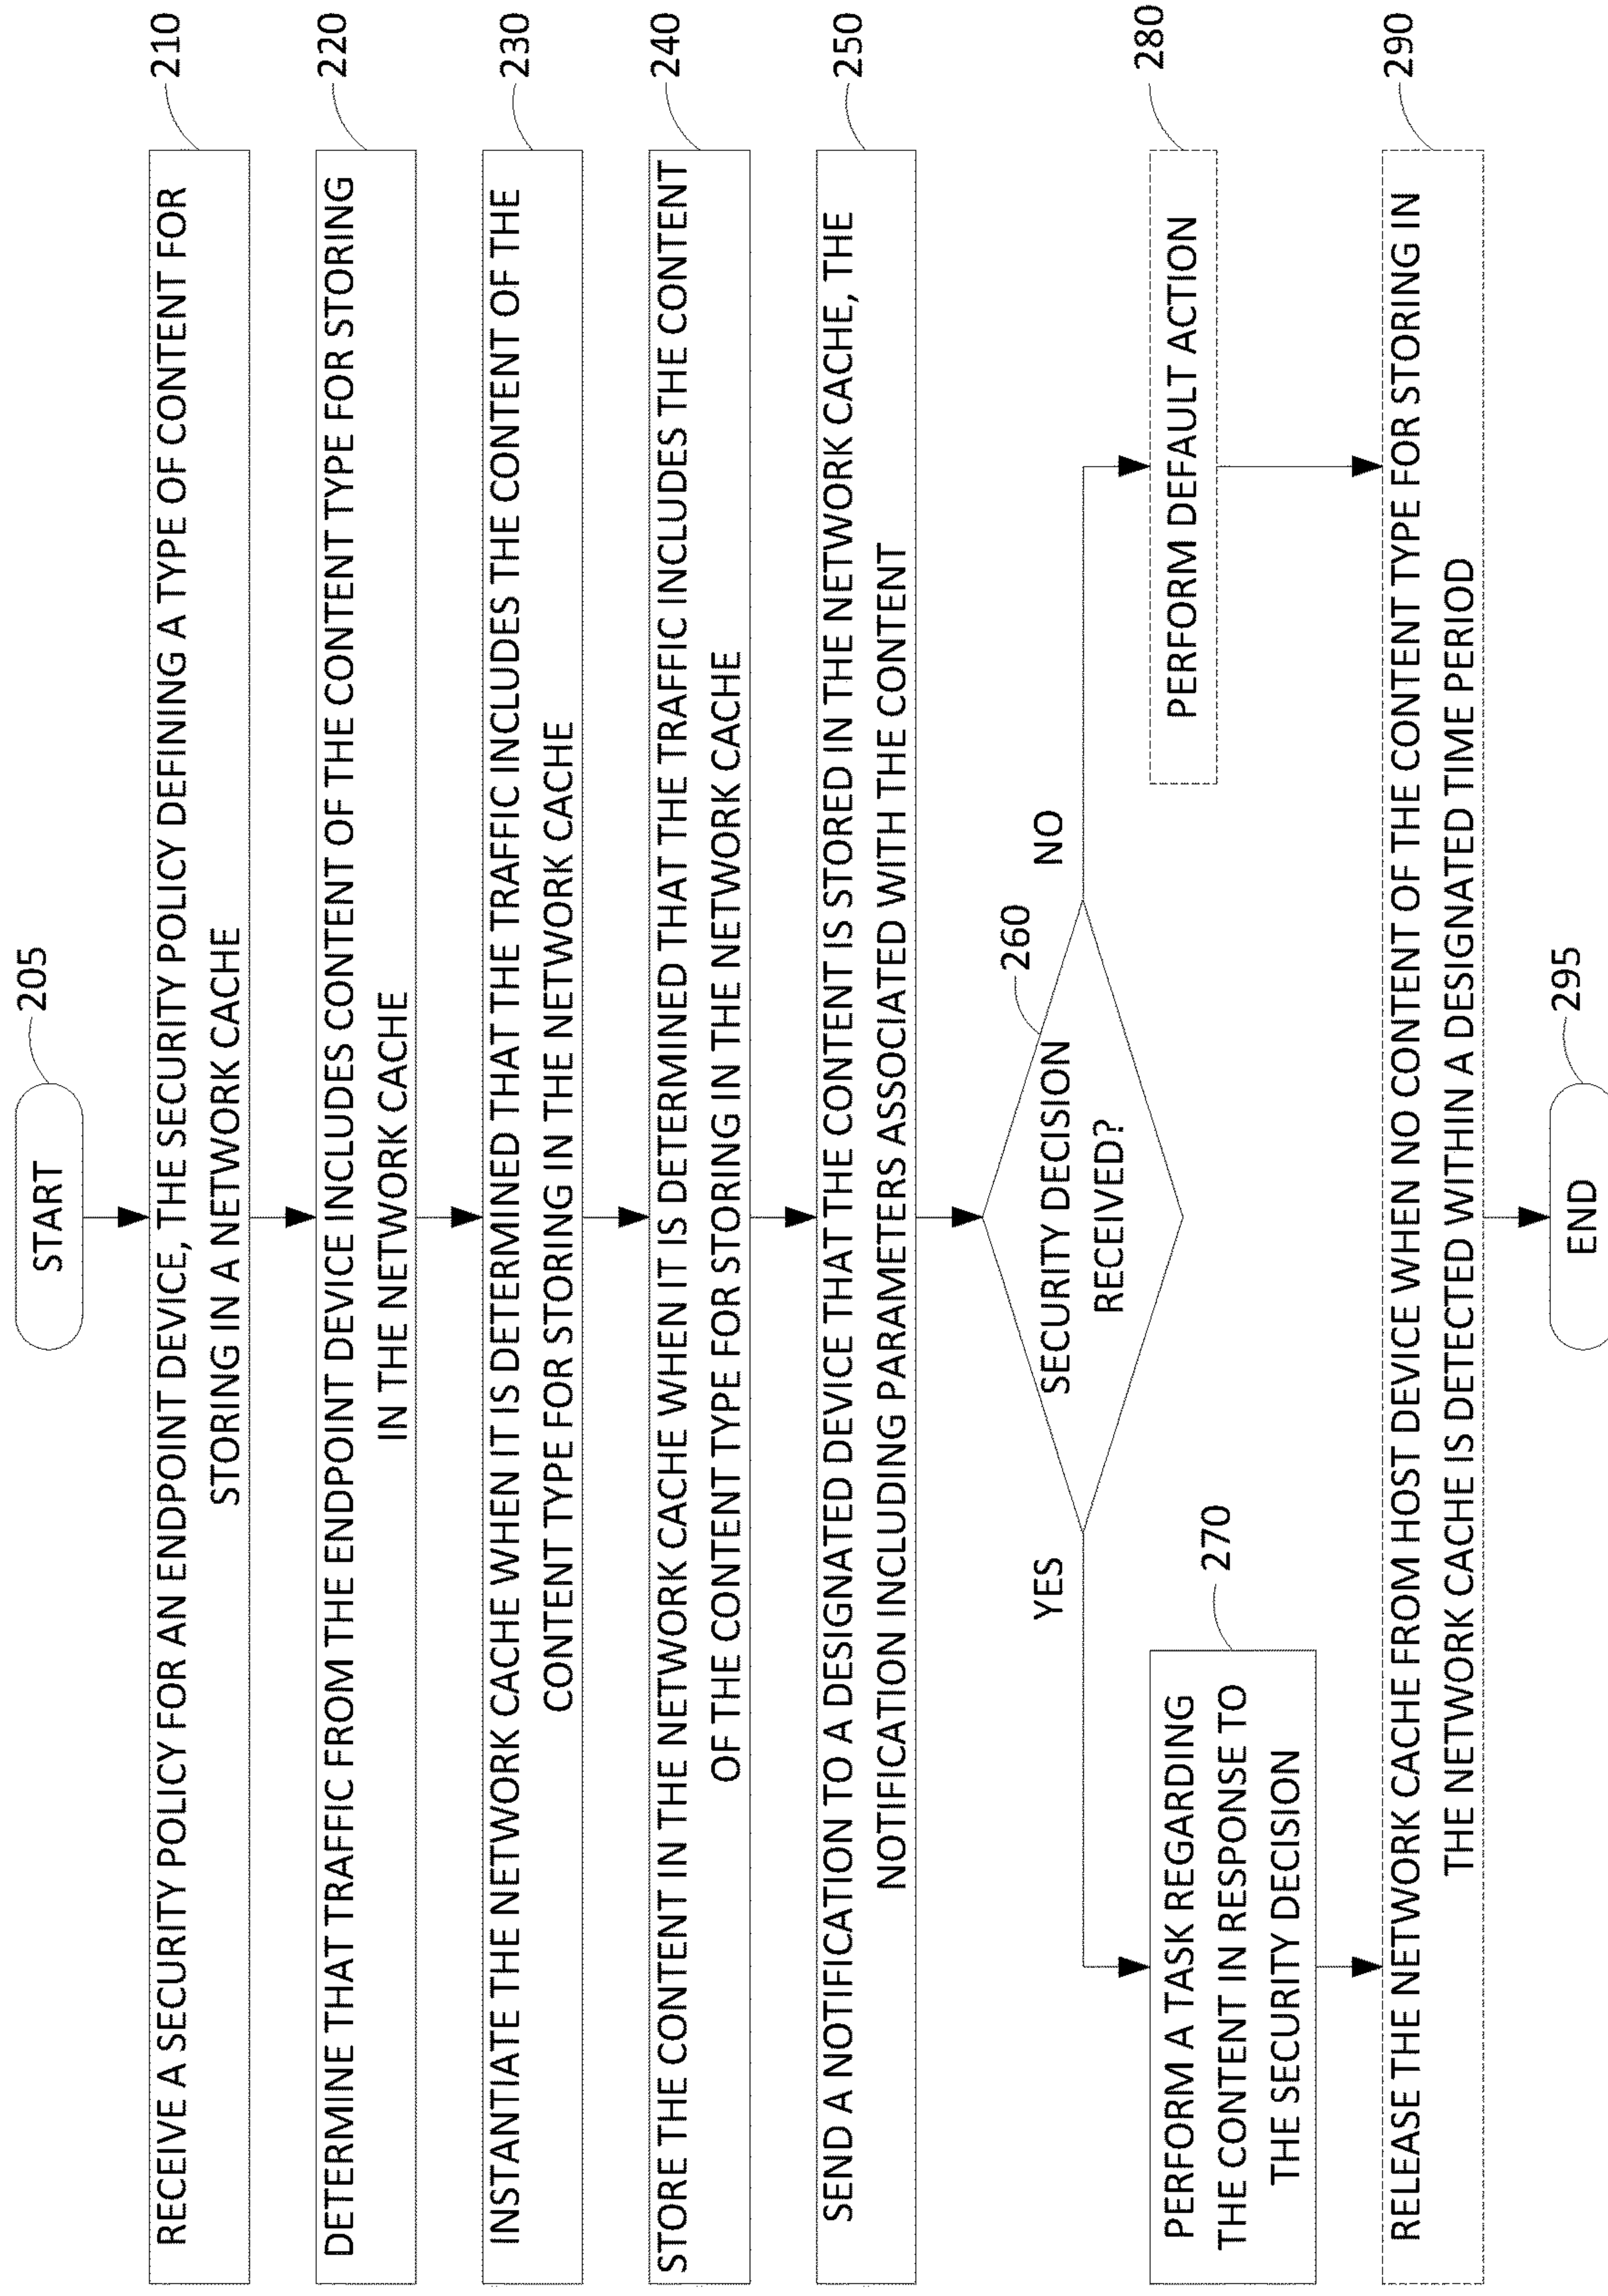 START
205
RECEIVE A SECURITY POLICY FOR AN ENDPOINT DEVICE, THE SECURITY POLICY DEFINING A TYPE OF CONTENT FOR
STORING IN A NETWORK CACHE
210
DETERMINE THAT TRAFFIC FROM THE ENDPOINT DEVICE INCLUDES CONTENT OF THE CONTENT TYPE FOR STORING
IN THE NETWORK CACHE
220
INSTANTIATE THE NETWORK CACHE WHEN IT IS DETERMINED THAT THE TRAFFIC INCLUDES THE CONTENT OF THE
CONTENT TYPE FOR STORING IN THE NETWORK CACHE
230
STORE THE CONTENT IN THE NETWORK CACHE WHEN IT IS DETERMINED THAT THE TRAFFIC INCLUDES THE CONTENT
OF THE CONTENT TYPE FOR STORING IN THE NETWORK CACHE
240
SEND A NOTIFICATION TO A DESIGNATED DEVICE THAT THE CONTENT IS STORED IN THE NETWORK CACHE, THE
NOTIFICATION INCLUDING PARAMETERS ASSOCIATED WITH THE CONTENT
250
SECURITY DECISION
RECEIVED?
260
YES
NO
PERFORM A TASK REGARDING
THE CONTENT IN RESPONSE TO
THE SECURITY DECISION
270
PERFORM DEFAULT ACTION
280
RELEASE THE NETWORK CACHE FROM HOST DEVICE WHEN NO CONTENT OF THE CONTENT TYPE FOR STORING IN
THE NETWORK CACHE IS DETECTED WITHIN A DESIGNATED TIME PERIOD
290
END
295